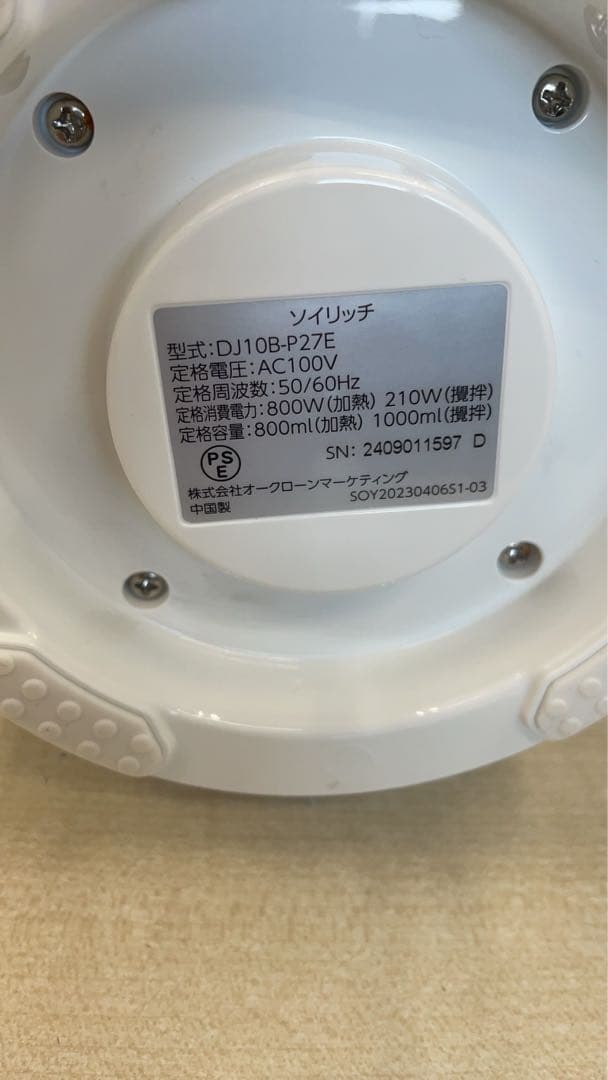 ソイリッチ
型式:DJ10B-P27E
定格電圧:AC100V
定格周波数:50/60Hz
定格消費電力:800W(加熱) 210W(攪拌)
定格容量:800ml(加熱) 1000ml(攪拌)
PS
E
SN: 2409011597 D
株式会社オークローンマーケティング
中国製
SOY20230406S1-03